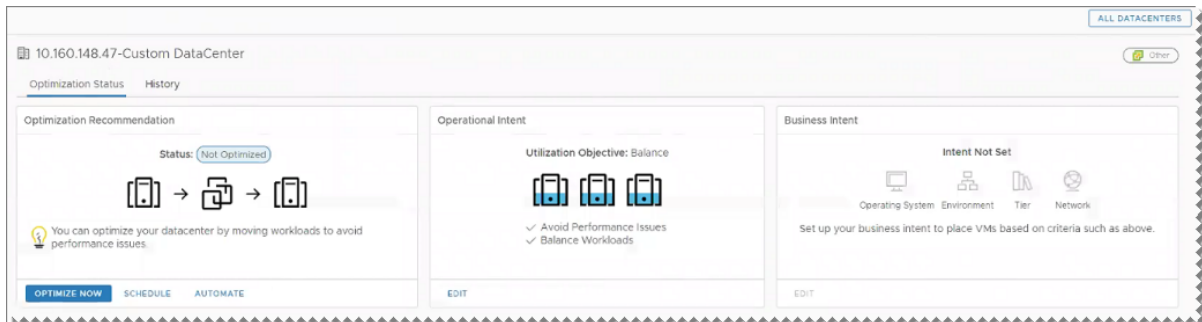 ALL DATACENTERS
10.160.148.47-Custom DataCenter
Other
Optimization Status
History
Optimization Recommendation
Status: Not Optimized
You can optimize your datacenter by moving workloads to avoid
performance issues.
OPTIMIZE NOW
SCHEDULE
AUTOMATE
Operational Intent
Utilization Objective: Balance
Avoid Performance Issues
Balance Workloads
EDIT
Business Intent
Intent Not Set
Operating System
Environment
Tier
Network
Set up your business intent to place VMs based on criteria such as above.
EDIT